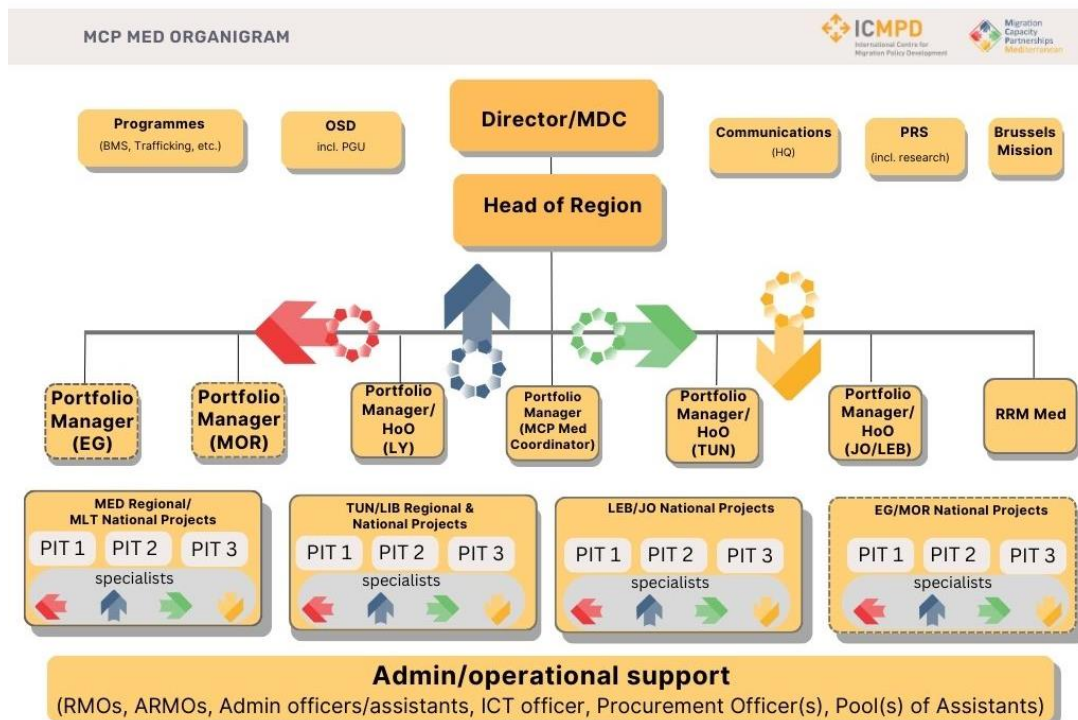 MCP MED ORGANIGRAM
ICMPD
International Centre for
Migration Policy Development
Migration
Capacity
Partnerships
Mediterranean
Programmes
(BMS, Trafficking, etc.)
OSD
incl. PGU
Director/MDC
Communications
(HQ)
PRS
(incl. research)
Brussels
Mission
Head of Region
Portfolio
Manager
(EG)
Portfolio
Manager
(MOR)
Portfolio
Manager/
HoO
(LY)
Portfolio
Manager
(MCP Med
Coordinator)
Portfolio
Manager/
HoO
(TUN)
Portfolio
Manager/
HoO
(JO/LEB)
RRM Med
MED Regional/
MLT National Projects
PIT 1 PIT 2 PIT 3
specialists
TUN/LIB Regional &
National Projects
PIT 1 PIT 2 PIT 3
specialists
LEB/JO National Projects
PIT 1 PIT 2 PIT 3
specialists
EG/MOR National Projects
PIT 1 PIT 2 PIT 3
specialists
Admin/operational support
(RMOs, ARMOs, Admin officers/assistants, ICT officer, Procurement Officer(s), Pool(s) of Assistants)